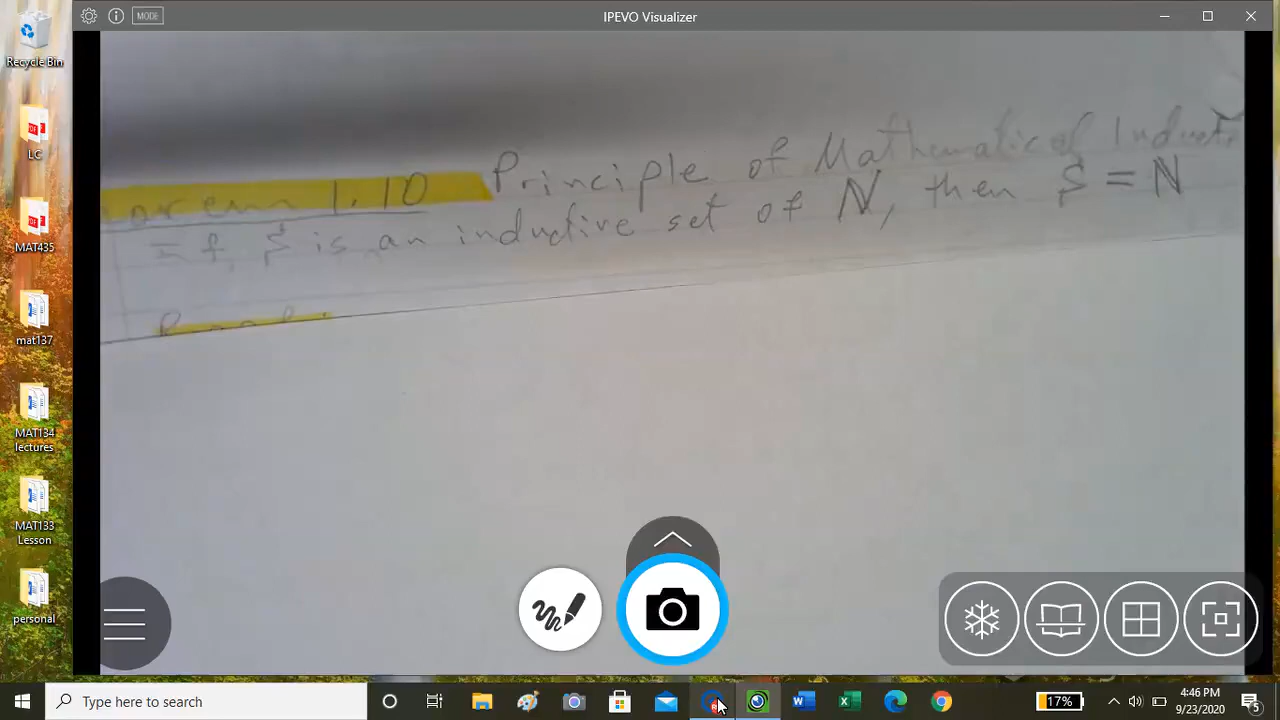 MODE
IPEVO Visualizer
Recycle Bin
LC
MAT435
mat137
MAT134
lectures
MAT133
Lesson
personal
1.10 Principle of Mathematical
is an inductive set of ℕ, then S = ℕ
Type here to search
17%
4:46 PM
9/23/2020
5